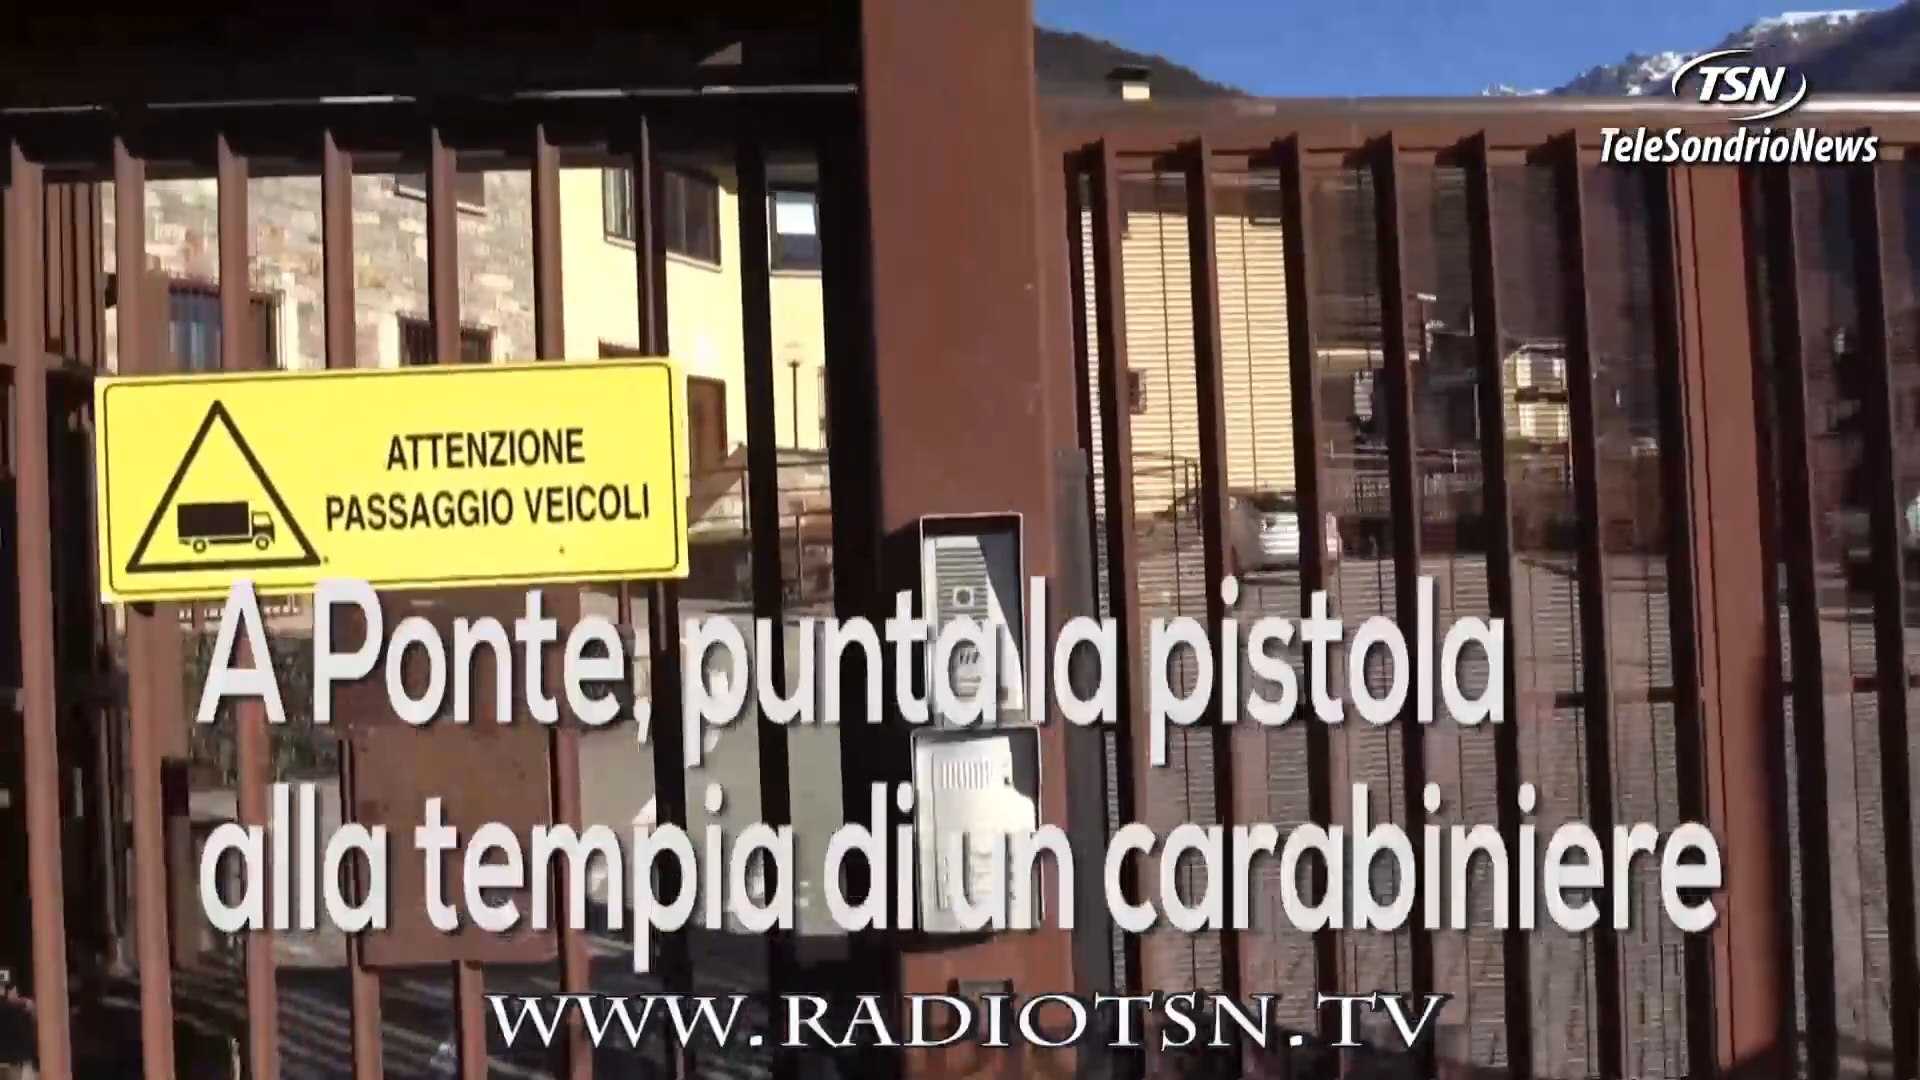 TSN
TeleSondrioNews
ATTENZIONE
PASSAGGIO VEICOLI
A Ponte, punta la pistola
alla tempia di un carabiniere
WWW.RADIOTSN.TV